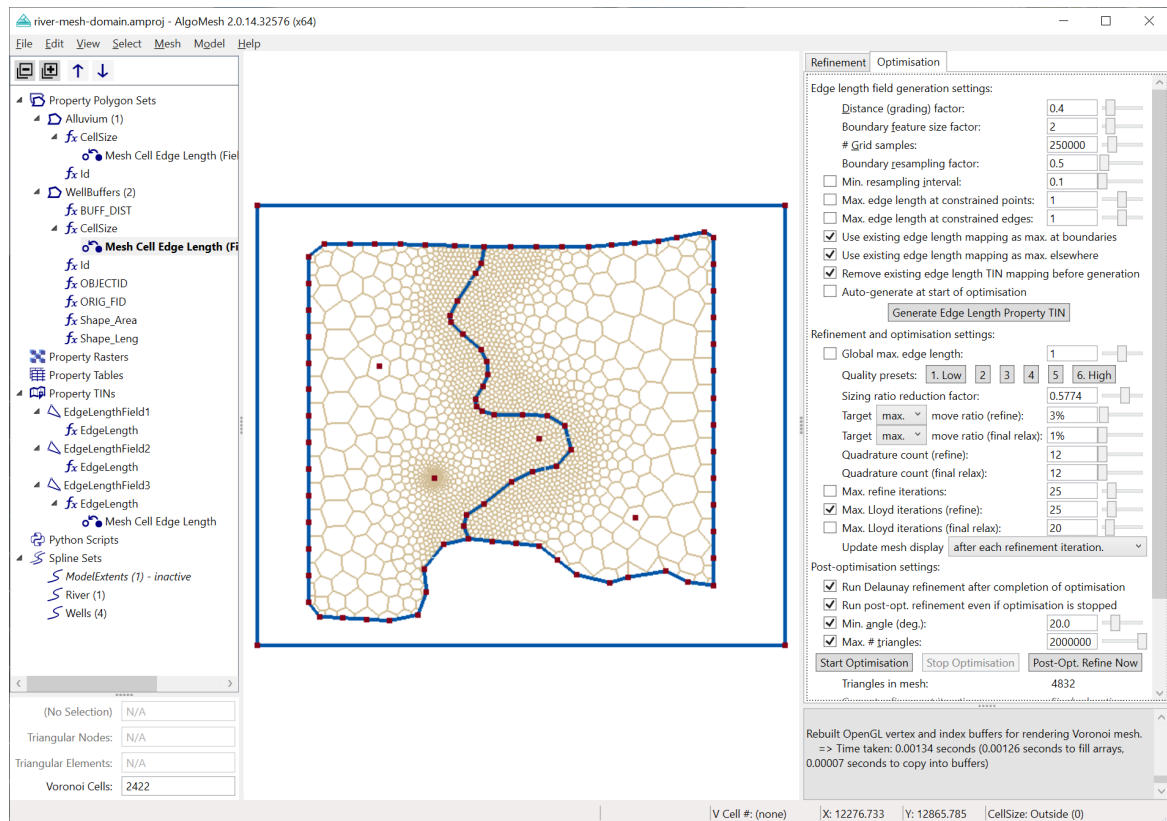 river-mesh-domain.amproj - AlgoMesh 2.0.14.32576 (x64)
File Edit View Select Mesh Model Help
Property Polygon Sets
Alluvium (1)
fx CellSize
Mesh Cell Edge Length (Fiel
fx Id
WellBuffers (2)
fx BUFF_DIST
fx CellSize
Mesh Cell Edge Length (Fi
fx Id
fx OBJECTID
fx ORIG_FID
fx Shape_Area
fx Shape_Leng
Property Rasters
Property Tables
Property TINs
EdgeLengthField1
fx EdgeLength
EdgeLengthField2
fx EdgeLength
EdgeLengthField3
fx EdgeLength
Mesh Cell Edge Length
Python Scripts
Spline Sets
ModelExtents (1) - inactive
River (1)
Wells (4)
(No Selection) N/A
Triangular Nodes: N/A
Triangular Elements: N/A
Voronoi Cells: 2422
Refinement Optimisation
Edge length field generation settings:
Distance (grading) factor: 0.4
Boundary feature size factor: 2
# Grid samples: 250000
Boundary resampling factor: 0.5
Min. resampling interval: 0.1
Max. edge length at constrained points: 1
Max. edge length at constrained edges: 1
Use existing edge length mapping as max. at boundaries
Use existing edge length mapping as max. elsewhere
Remove existing edge length TIN mapping before generation
Auto-generate at start of optimisation
Generate Edge Length Property TIN
Refinement and optimisation settings:
Global max. edge length: 1
Quality presets: 1. Low 2 3 4 5 6. High
Sizing ratio reduction factor: 0.5774
Target max. move ratio (refine): 3%
Target max. move ratio (final relax): 1%
Quadrature count (refine): 12
Quadrature count (final relax): 12
Max. refine iterations: 25
Max. Lloyd iterations (refine): 25
Max. Lloyd iterations (final relax): 20
Update mesh display after each refinement iteration.
Post-optimisation settings:
Run Delaunay refinement after completion of optimisation
Run post-opt. refinement even if optimisation is stopped
Min. angle (deg.): 20.0
Max. # triangles: 2000000
Start Optimisation Stop Optimisation Post-Opt. Refine Now
Triangles in mesh: 4832
Rebuilt OpenGL vertex and index buffers for rendering Voronoi mesh.
=> Time taken: 0.00134 seconds (0.00126 seconds to fill arrays,
0.00007 seconds to copy into buffers)
V Cell #: (none) X: 12276.733 Y: 12865.785 CellSize: Outside (0)